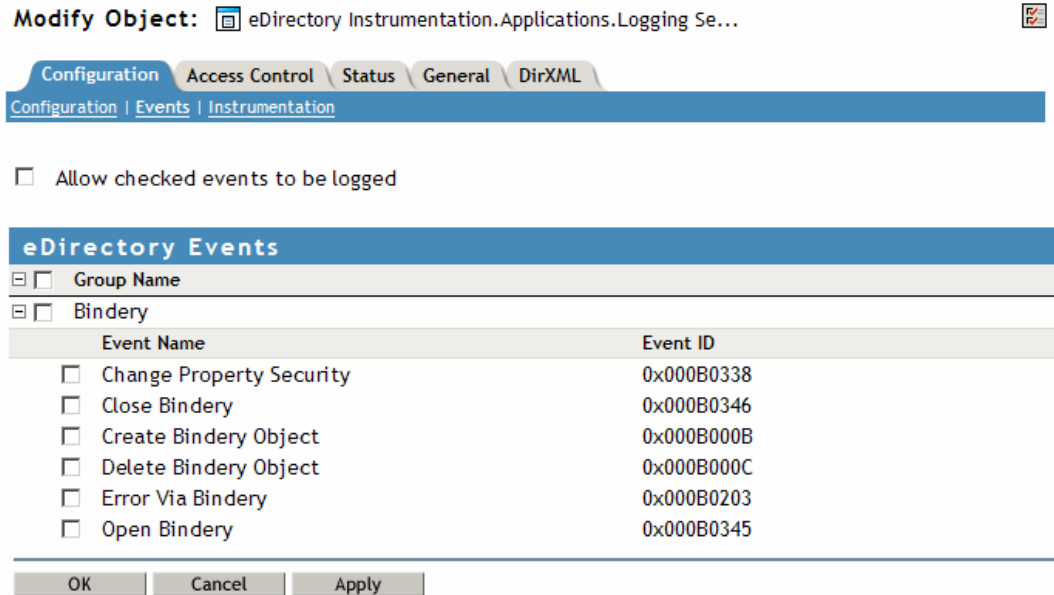 Modify Object: eDirectory Instrumentation.Applications.Logging Se...
Configuration Access Control Status General DirXML
Configuration | Events | Instrumentation
Allow checked events to be logged
eDirectory Events
Group Name
Bindery
Event Name Event ID
Change Property Security 0x000B0338
Close Bindery 0x000B0346
Create Bindery Object 0x000B000B
Delete Bindery Object 0x000B000C
Error Via Bindery 0x000B0203
Open Bindery 0x000B0345
OK Cancel Apply